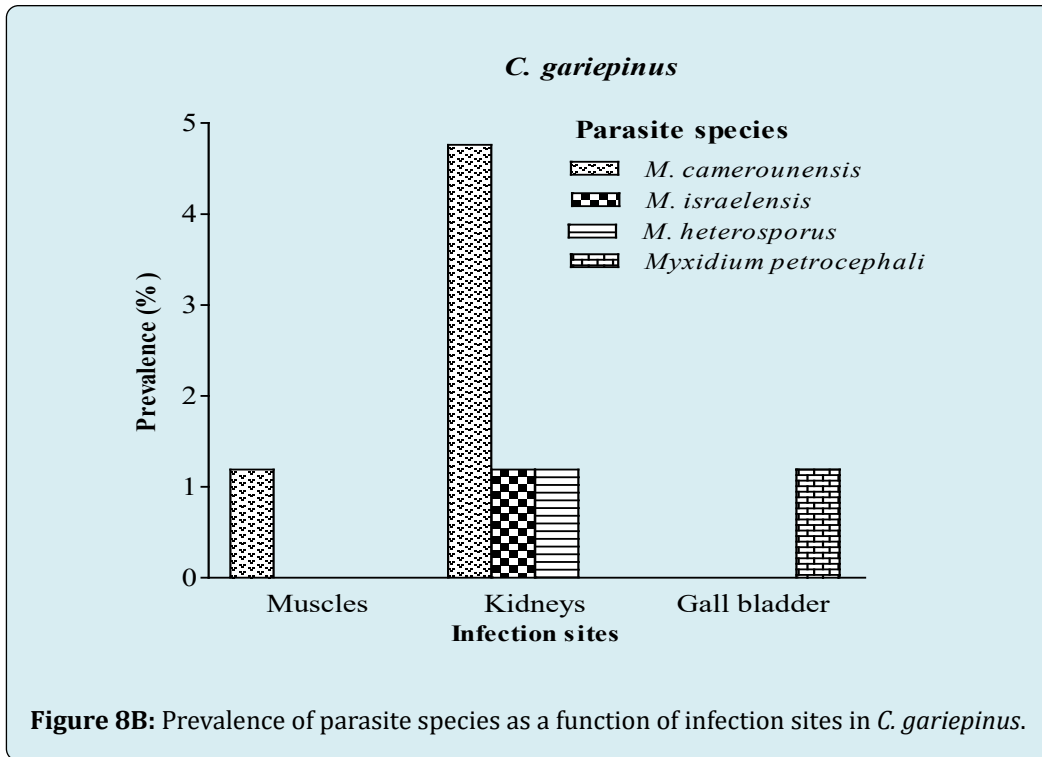 C. gariepinus
Parasite species
M. camerounensis
M. israelensis
M. heterosporus
Myxidium petrocephali
Prevalence (%)
5
4
3
2
1
0
Muscles Kidneys Gall bladder
Infection sites
Figure 8B: Prevalence of parasite species as a function of infection sites in C. gariepinus.